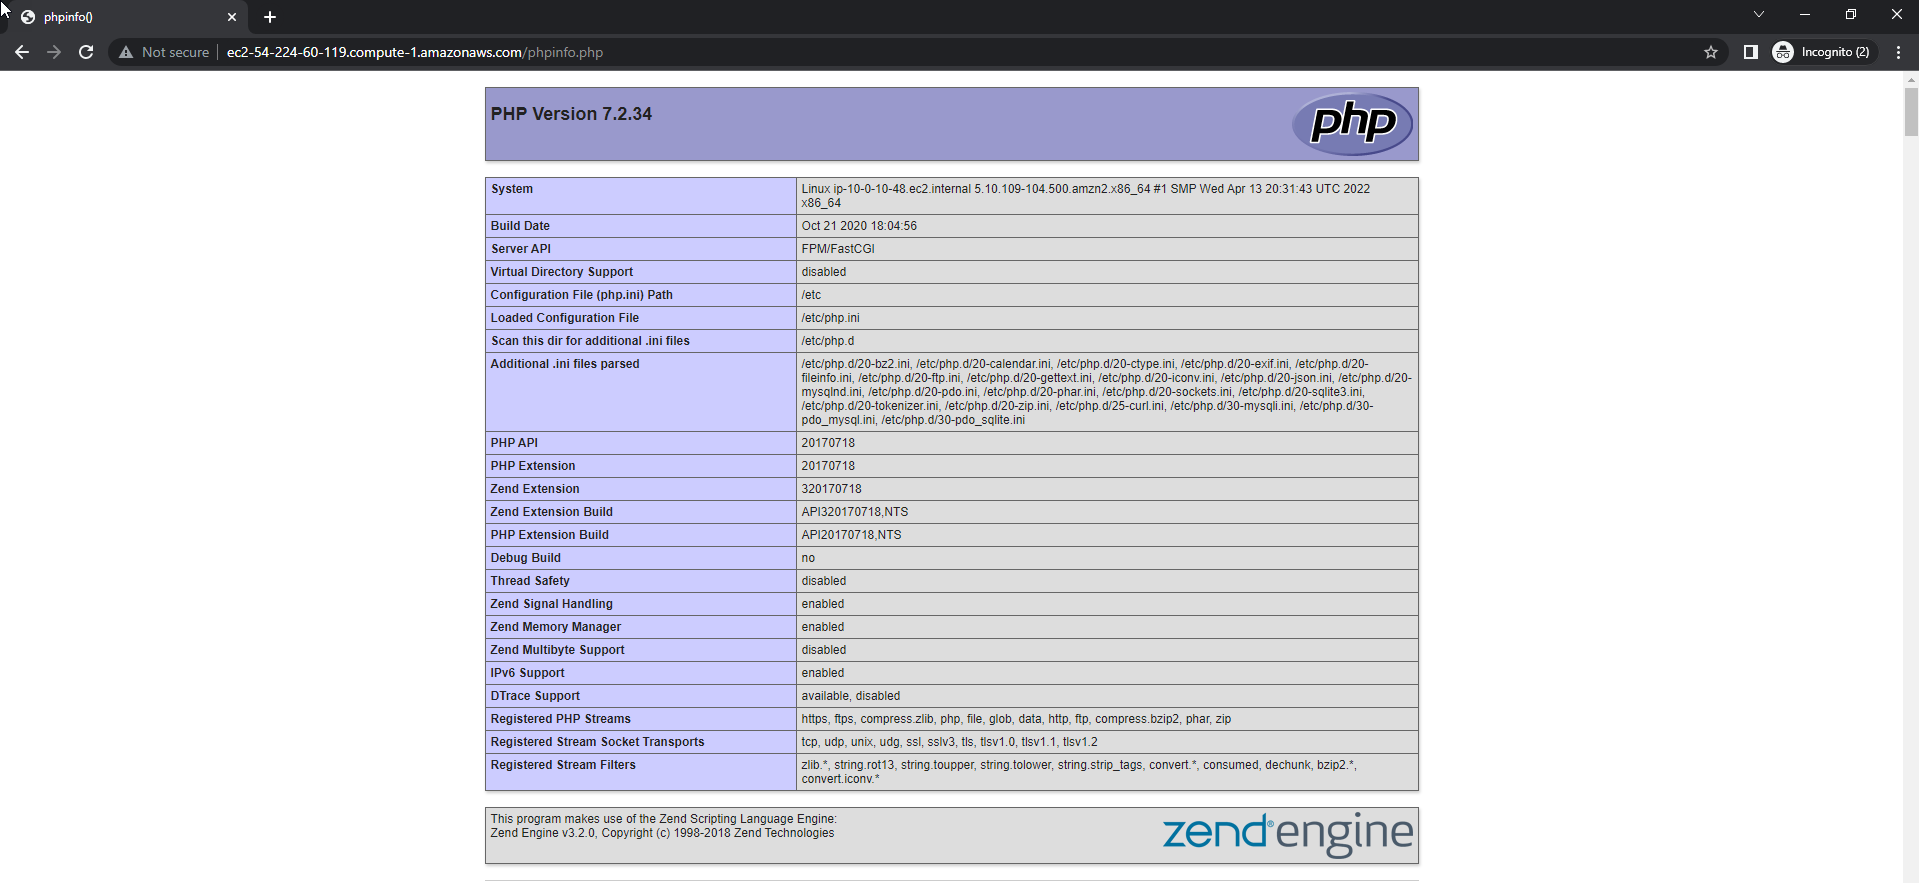 phpinfo()
Not secure
ec2-54-224-60-119.compute-1.amazonaws.com/phpinfo.php
Incognito (2)
PHP Version 7.2.34
php
System
Linux ip-10-0-10-48.ec2.internal 5.10.109-104.500.amzn2.x86_64 #1 SMP Wed Apr 13 20:31:43 UTC 2022
x86_64
Build Date
Oct 21 2020 18:04:56
Server API
FPM/FastCGI
Virtual Directory Support
disabled
Configuration File (php.ini) Path
/etc
Loaded Configuration File
/etc/php.ini
Scan this dir for additional .ini files
/etc/php.d
Additional .ini files parsed
/etc/php.d/20-bz2.ini, /etc/php.d/20-calendar.ini, /etc/php.d/20-ctype.ini, /etc/php.d/20-exif.ini, /etc/php.d/20-
fileinfo.ini, /etc/php.d/20-ftp.ini, /etc/php.d/20-gettext.ini, /etc/php.d/20-iconv.ini, /etc/php.d/20-json.ini, /etc/php.d/20-
mysqlnd.ini, /etc/php.d/20-pdo.ini, /etc/php.d/20-phar.ini, /etc/php.d/20-sockets.ini, /etc/php.d/20-sqlite3.ini,
/etc/php.d/20-tokenizer.ini, /etc/php.d/20-zip.ini, /etc/php.d/25-curl.ini, /etc/php.d/30-mysqli.ini, /etc/php.d/30-
pdo_mysql.ini, /etc/php.d/30-pdo_sqlite.ini
PHP API
20170718
PHP Extension
20170718
Zend Extension
320170718
Zend Extension Build
API320170718,NTS
PHP Extension Build
API20170718,NTS
Debug Build
no
Thread Safety
disabled
Zend Signal Handling
enabled
Zend Memory Manager
enabled
Zend Multibyte Support
disabled
IPv6 Support
enabled
DTrace Support
available, disabled
Registered PHP Streams
https, ftps, compress.zlib, php, file, glob, data, http, ftp, compress.bzip2, phar, zip
Registered Stream Socket Transports
tcp, udp, unix, udg, ssl, sslv3, tls, tlsv1.0, tlsv1.1, tlsv1.2
Registered Stream Filters
zlib.*, string.rot13, string.toupper, string.tolower, string.strip_tags, convert.*, consumed, dechunk, bzip2.*,
convert.iconv.*
This program makes use of the Zend Scripting Language Engine:
Zend Engine v3.2.0, Copyright (c) 1998-2018 Zend Technologies
zend®engine